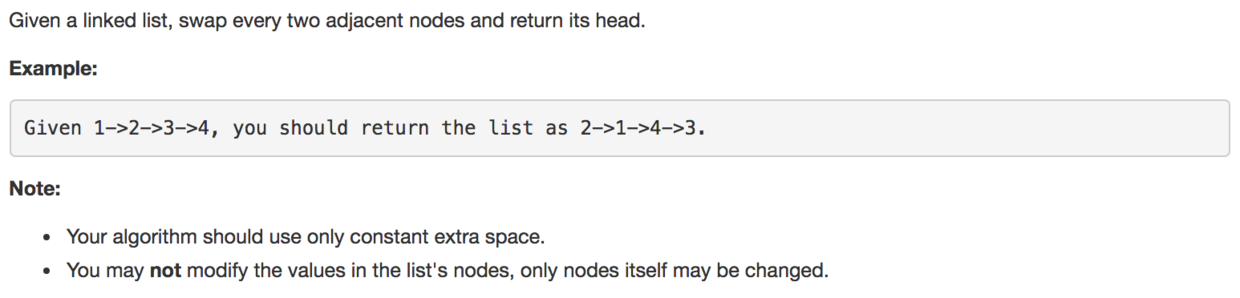 Given a linked list, swap every two adjacent nodes and return its head.
Example:
Given 1->2->3->4, you should return the list as 2->1->4->3.
Note:
• Your algorithm should use only constant extra space.
• You may not modify the values in the list's nodes, only nodes itself may be changed.